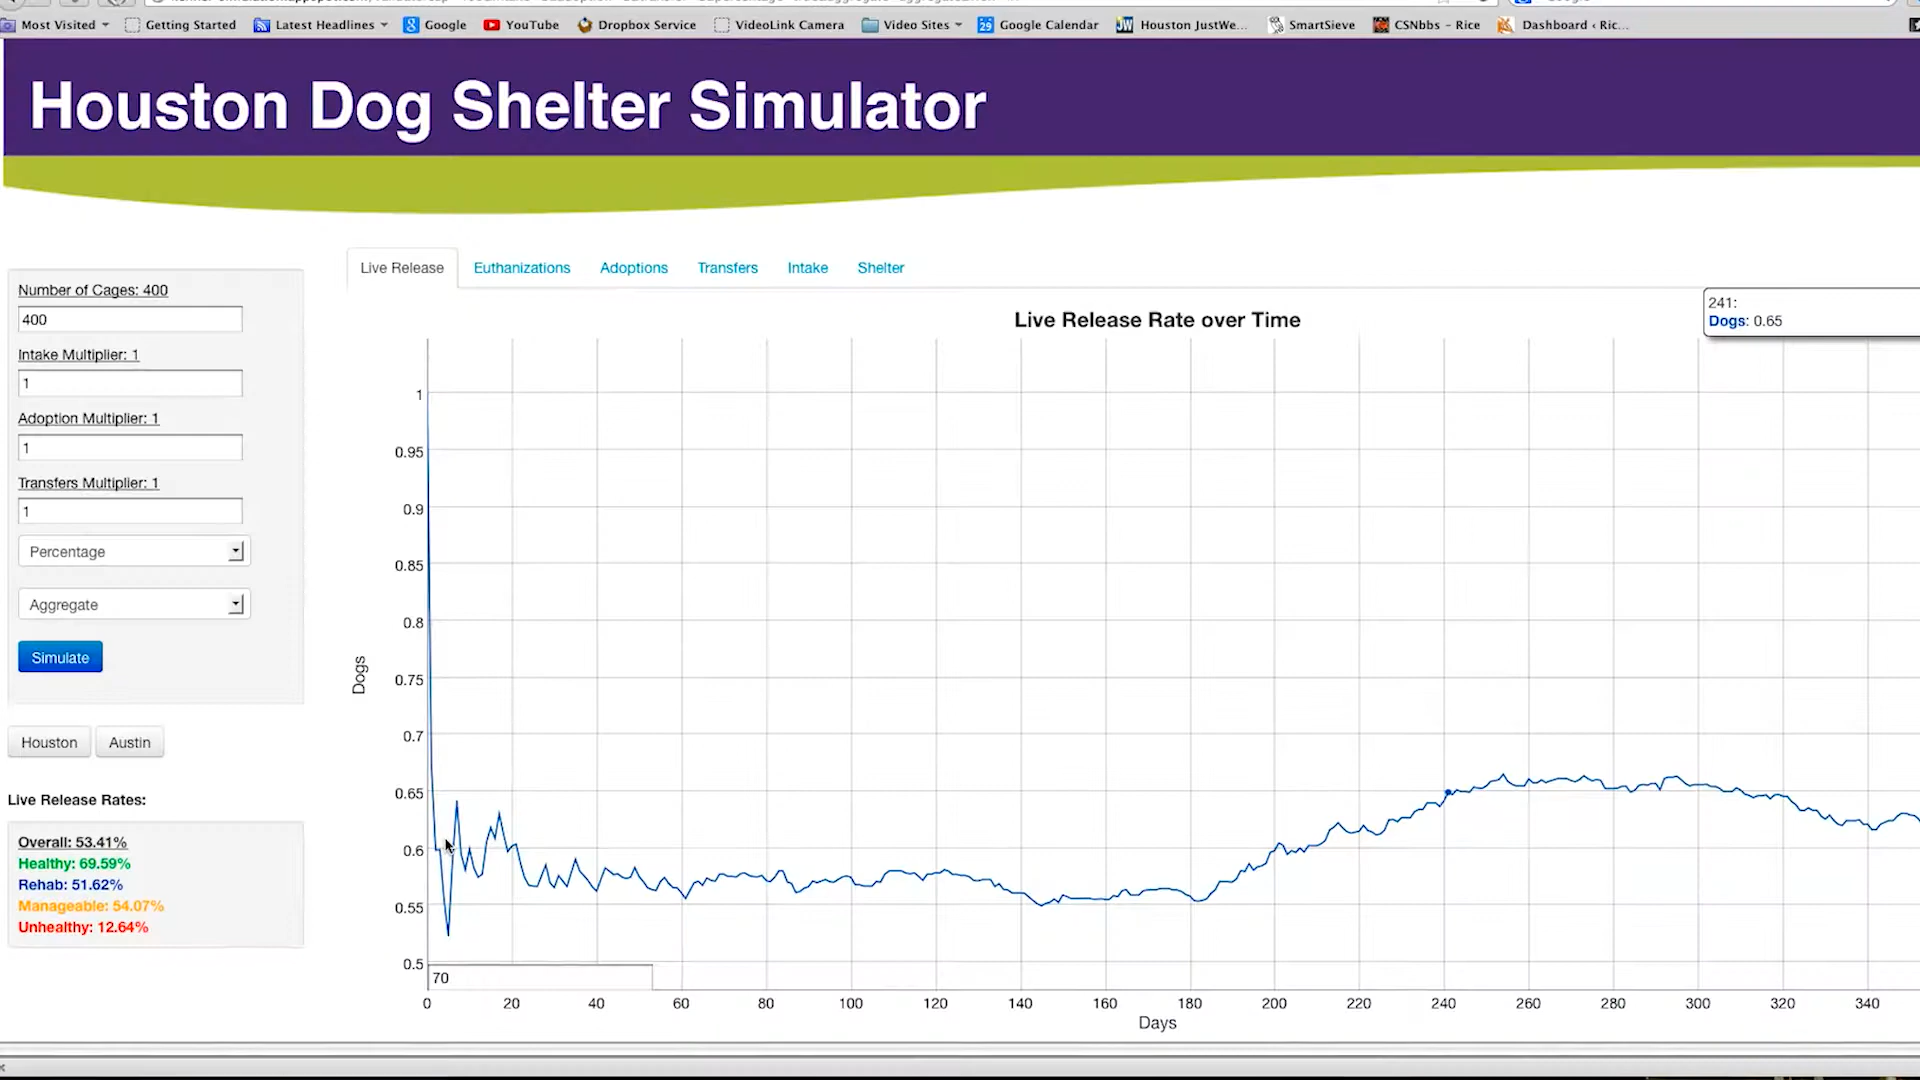 Most Visited
Getting Started
Latest Headlines
Google
YouTube
Dropbox Service
VideoLink Camera
Video Sites
29 Google Calendar
JW Houston JustWe...
SmartSieve
CSNbbs - Rice
Dashboard ‹ Ric...
Houston Dog Shelter Simulator
Number of Cages: 400
400
Intake Multiplier: 1
1
Adoption Multiplier: 1
1
Transfers Multiplier: 1
1
Percentage
Aggregate
Simulate
Houston
Austin
Live Release Rates:
Overall: 53.41%
Healthy: 69.59%
Rehab: 51.62%
Manageable: 54.07%
Unhealthy: 12.64%
Live Release
Euthanizations
Adoptions
Transfers
Intake
Shelter
Live Release Rate over Time
241:
Dogs: 0.65
1
0.95
0.9
0.85
0.8
0.75
0.7
0.65
0.6
0.55
0.5
Dogs
70
0 20 40 60 80 100 120 140 160 180 200 220 240 260 280 300 320 340
Days